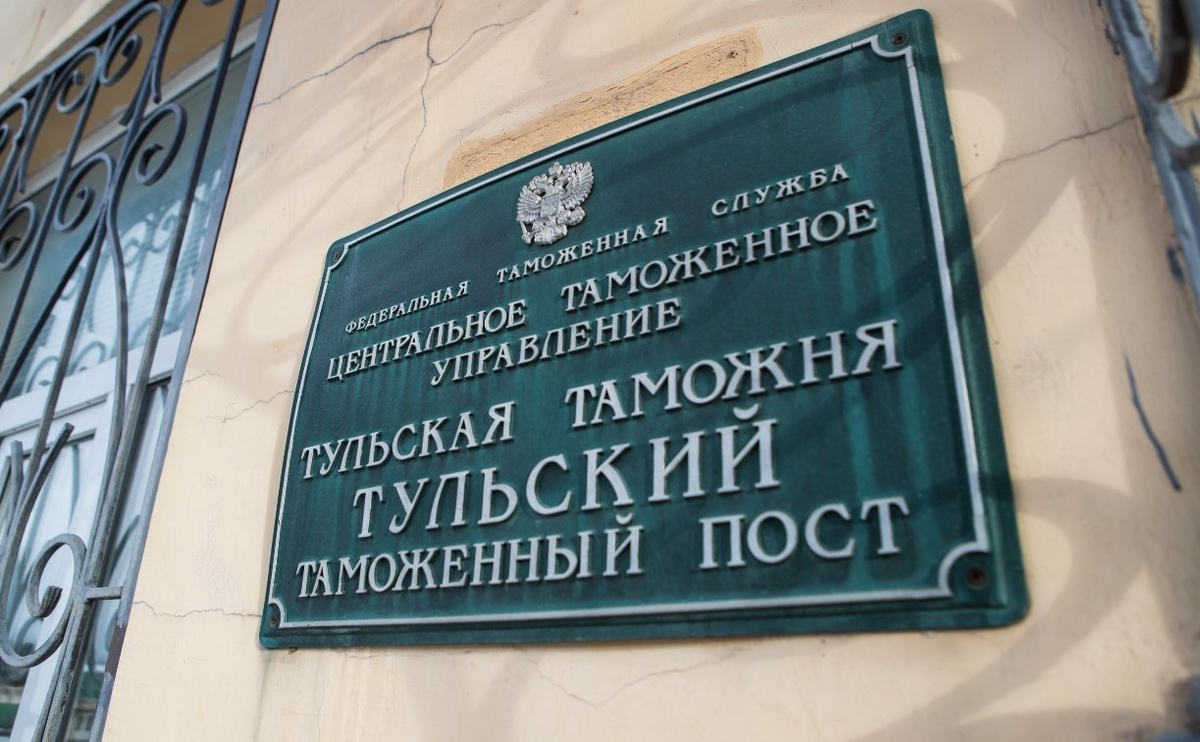 ФЕДЕРАЛЬНАЯ ТАМОЖЕННАЯ СЛУЖБА
ЦЕНТРАЛЬНОЕ ТАМОЖЕННОЕ
УПРАВЛЕНИЕ
ТУЛЬСКАЯ ТАМОЖНЯ
ТУЛЬСКИЙ
ТАМОЖЕННЫЙ ПОСТ